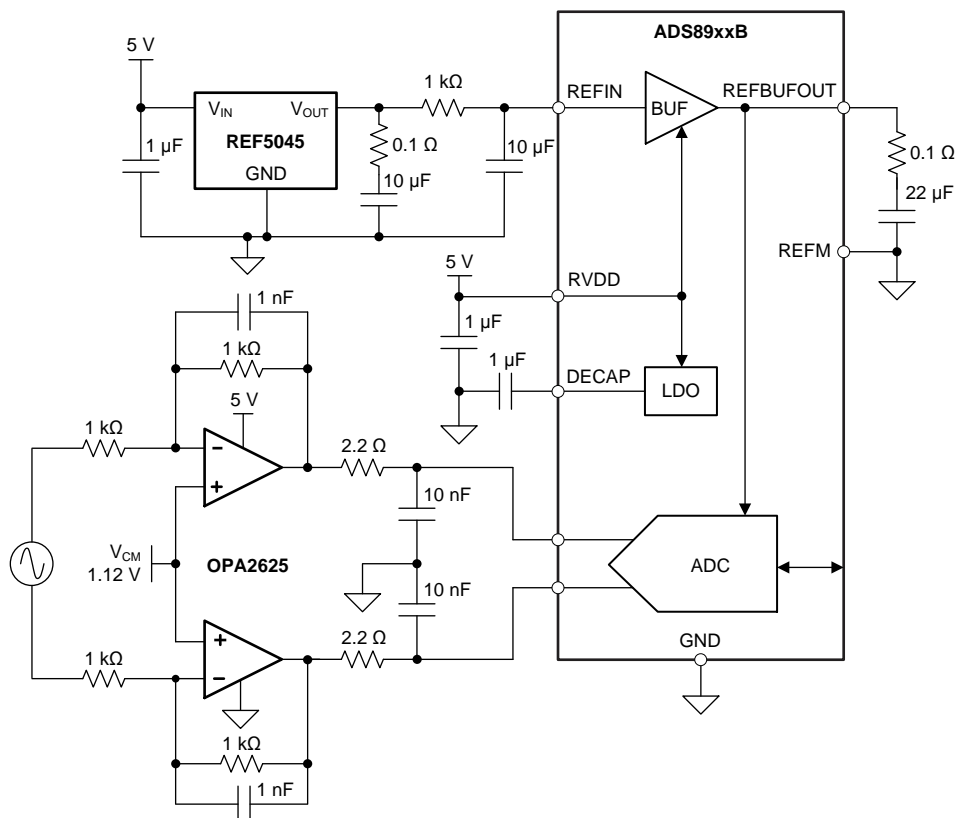 ADS89xxB
5 V
1 kΩ
REFIN
BUF
REFBUFOUT
VIN
VOUT
REF5045
GND
1 µF
0.1 Ω
10 µF
10 µF
0.1 Ω
22 µF
REFM
5 V
RVDD
1 µF
1 µF
DECAP
LDO
1 nF
1 kΩ
5 V
1 kΩ
−
+
2.2 Ω
10 nF
VCM
1.12 V
OPA2625
ADC
10 nF
+
−
2.2 Ω
1 kΩ
GND
1 kΩ
1 nF